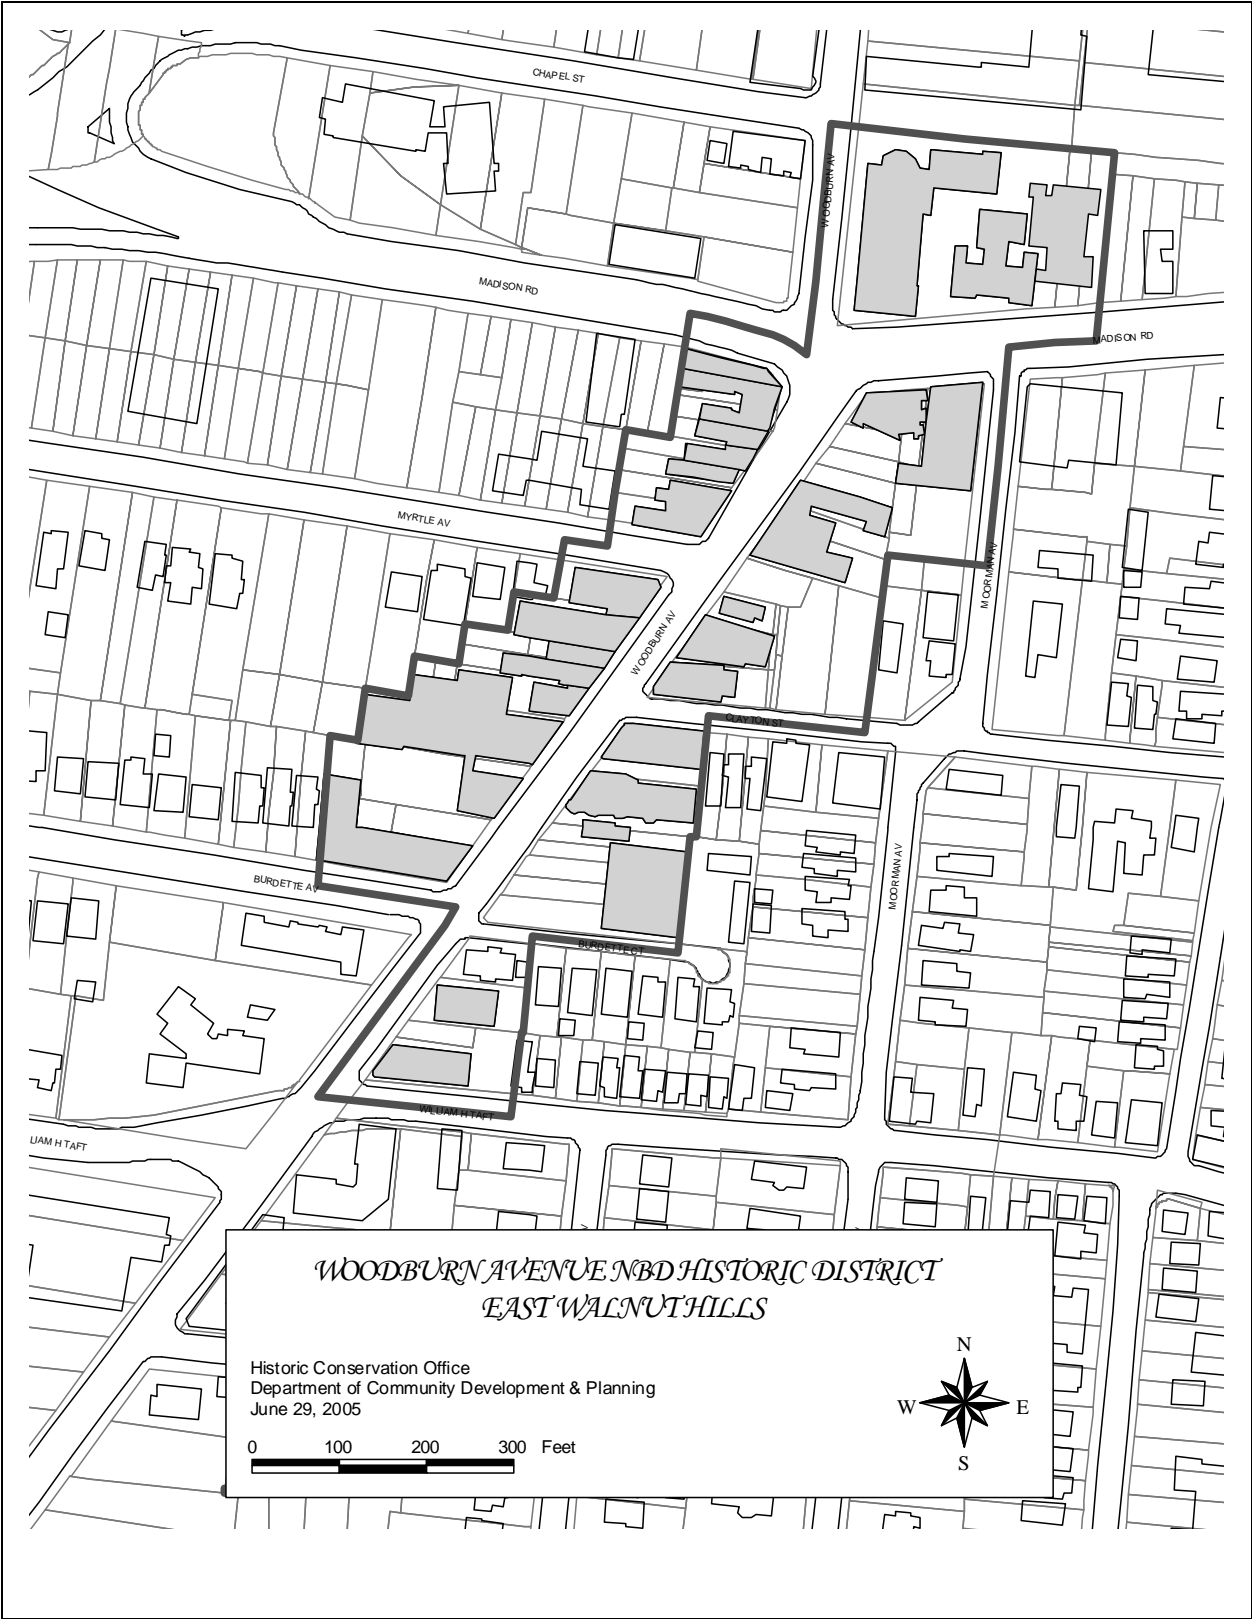 CHAPEL ST
WOODBURN AV
MADISON RD
MADISON RD
MYRTLE AV
MOORMAN AV
WOODBURN AV
CLAYTON ST
MOORMAN AV
BURDETTE AV
BURDETTE CT
WILLIAM H TAFT
LIAM H TAFT
WOODBURN AVENUE NBD HISTORIC DISTRICT
EAST WALNUT HILLS
Historic Conservation Office
Department of Community Development & Planning
June 29, 2005
0 100 200 300 Feet
N
W E
S